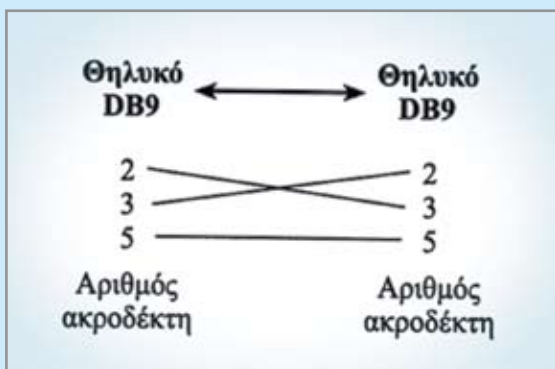 Θηλυκό Θηλυκό
DB9 DB9
2 2
3 3
5 5
Αριθμός Αριθμός
ακροδέκτη ακροδέκτη